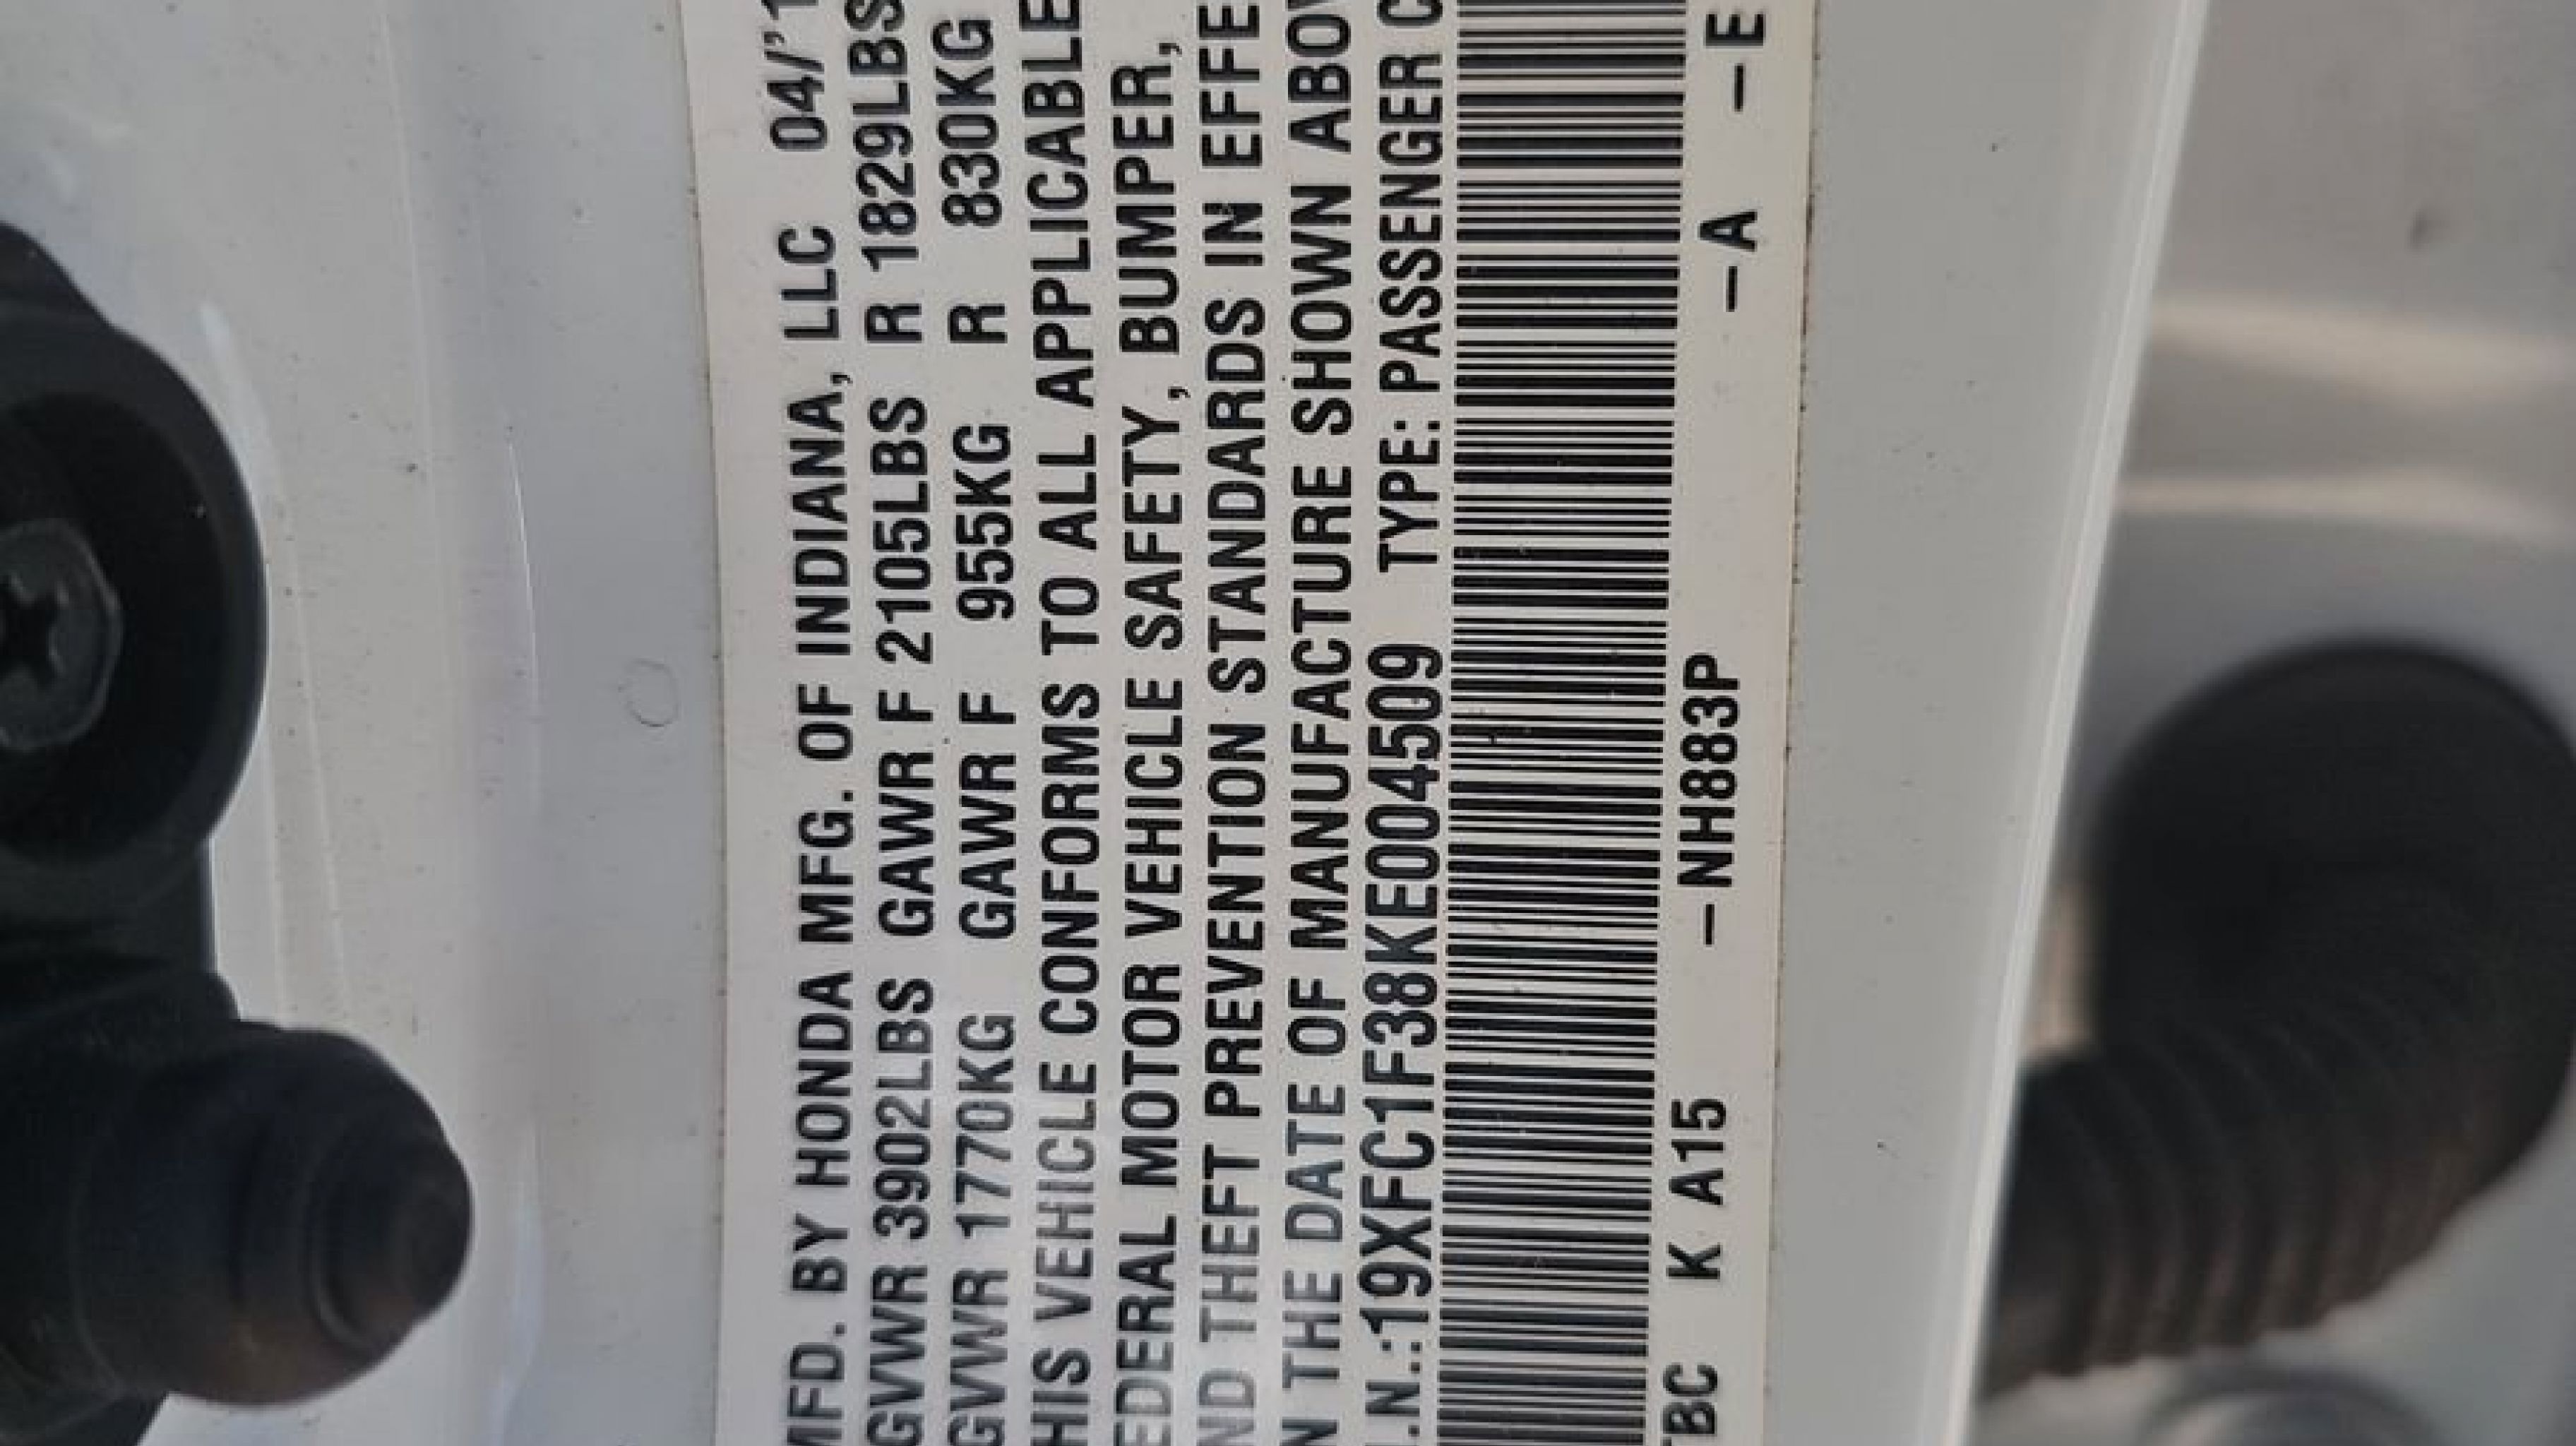 MFD. BY HONDA MFG. OF INDIANA, LLC 04/'1
GVWR 3902LBS GAWR F 2105LBS R 1829LBS
GVWR 1770KG GAWR F 955KG R 830KG
HIS VEHICLE CONFORMS TO ALL APPLICABLE
EDERAL MOTOR VEHICLE SAFETY, BUMPER,
ND THEFT PREVENTION STANDARDS IN EFFE
N THE DATE OF MANUFACTURE SHOWN ABOV
.I.N.:19XFC1F38KE004509 TYPE: PASSENGER C
TBC K A15 -NH883P -A -E